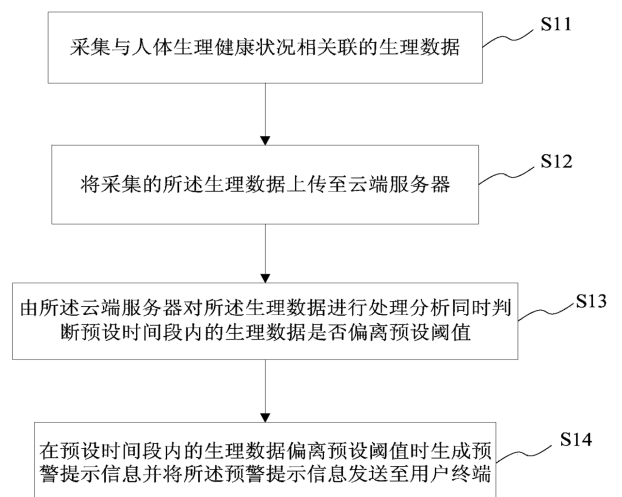 采集与人体生理健康状况相关联的生理数据
S11
将采集的所述生理数据上传至云端服务器
S12
由所述云端服务器对所述生理数据进行处理分析同时判
断预设时间段内的生理数据是否偏离预设阈值
S13
在预设时间段内的生理数据偏离预设阈值时生成预
警提示信息并将所述预警提示信息发送至用户终端
S14